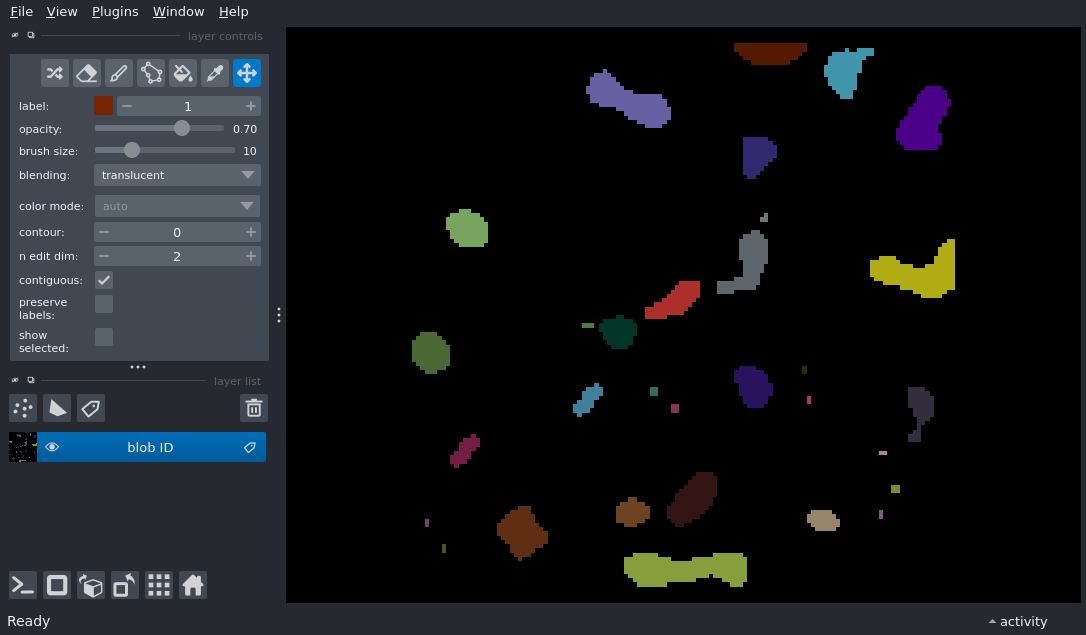 File View Plugins Window Help
layer controls
label: 1
opacity: 0.70
brush size: 10
blending: translucent
color mode: auto
contour: 0
n edit dim: 2
contiguous:
preserve
labels:
show
selected:
layer list
blob ID
Ready
activity